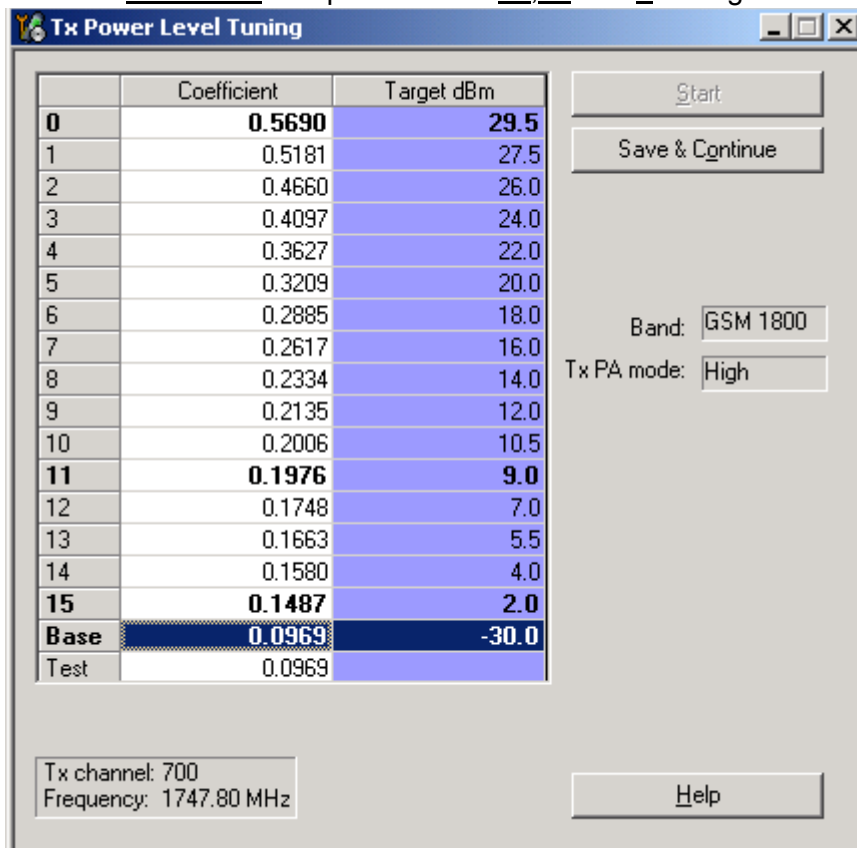 Tx Power Level Tuning
Coefficient Target dBm
0 0.5690 29.5
1 0.5181 27.5
2 0.4660 26.0
3 0.4097 24.0
4 0.3627 22.0
5 0.3209 20.0
6 0.2885 18.0
7 0.2617 16.0
8 0.2334 14.0
9 0.2135 12.0
10 0.2006 10.5
11 0.1976 9.0
12 0.1748 7.0
13 0.1663 5.5
14 0.1580 4.0
15 0.1487 2.0
Base 0.0969 -30.0
Test 0.0969
Start
Save & Continue
Band: GSM 1800
Tx PA mode: High
Tx channel: 700
Frequency: 1747.80 MHz
Help